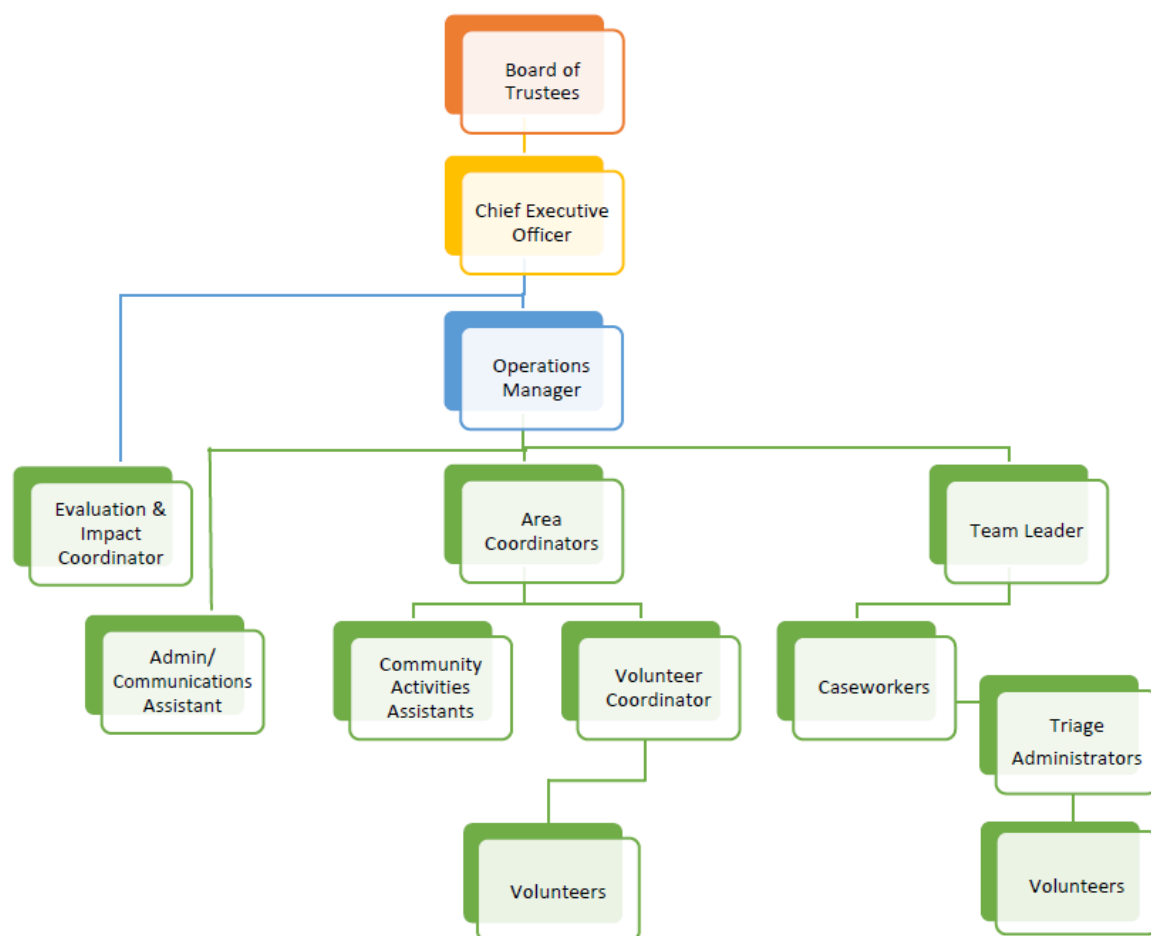 Board of
Trustees
Chief Executive
Officer
Operations
Manager
Evaluation &
Impact
Coordinator
Area
Coordinators
Team Leader
Admin/
Communications
Assistant
Community
Activities
Assistants
Volunteer
Coordinator
Caseworkers
Triage
Administrators
Volunteers
Volunteers